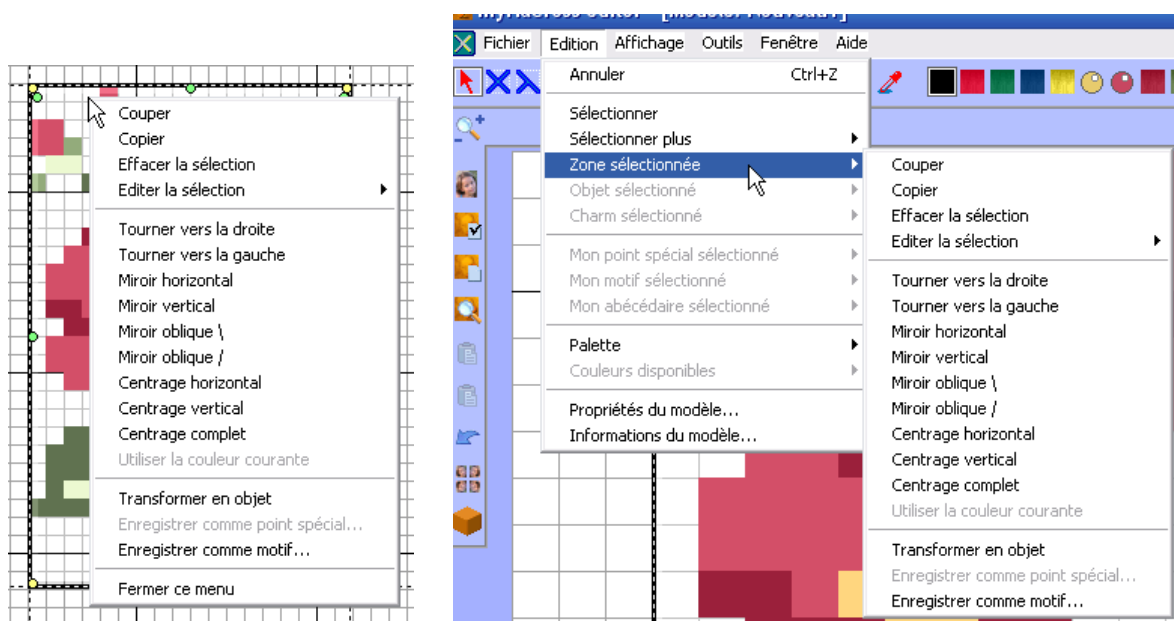 Couper
Copier
Effacer la sélection
Editer la sélection
Tourner vers la droite
Tourner vers la gauche
Miroir horizontal
Miroir vertical
Miroir oblique \
Miroir oblique /
Centrage horizontal
Centrage vertical
Centrage complet
Utiliser la couleur courante
Transformer en objet
Enregistrer comme point spécial...
Enregistrer comme motif...
Fermer ce menu
Fichier Edition Affichage Outils Fenêtre Aide
Annuler Ctrl+Z
Sélectionner
Sélectionner plus
Zone sélectionnée
Objet sélectionné
Charm sélectionné
Mon point spécial sélectionné
Mon motif sélectionné
Mon abécédaire sélectionné
Palette
Couleurs disponibles
Propriétés du modèle...
Informations du modèle...
Couper
Copier
Effacer la sélection
Editer la sélection
Tourner vers la droite
Tourner vers la gauche
Miroir horizontal
Miroir vertical
Miroir oblique \
Miroir oblique /
Centrage horizontal
Centrage vertical
Centrage complet
Utiliser la couleur courante
Transformer en objet
Enregistrer comme point spécial...
Enregistrer comme motif...